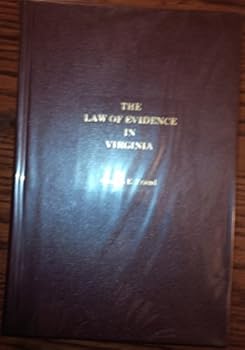 THE
LAW OF EVIDENCE
IN
VIRGINIA
E. Friend